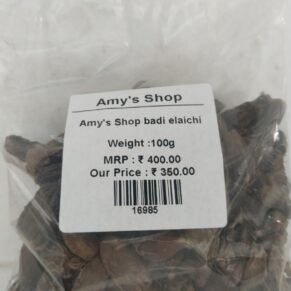 Amy's Shop
Amy's Shop badi elaichi
Weight :100g
MRP : ₹ 400.00
Our Price : ₹ 350.00
16985